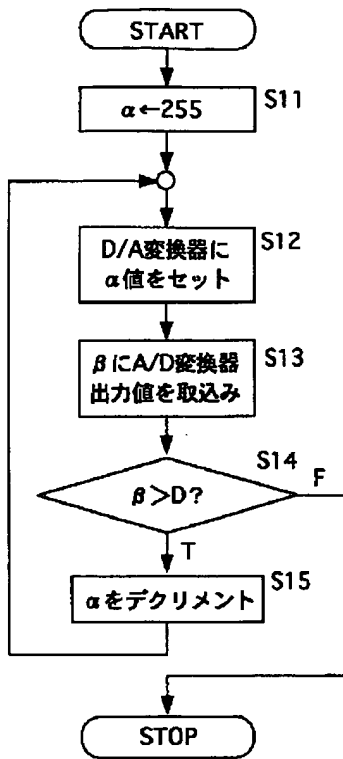 START
α←255
S11
D/A変換器に
α値をセット
S12
βにA/D変換器
出力値を取込み
S13
S14
β>D?
F
T
S15
αをデクリメント
STOP